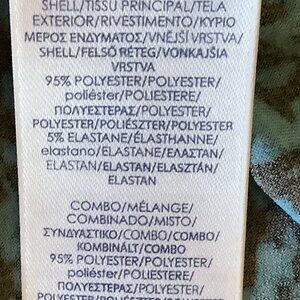 SHELL/TISSU PRINCIPAL/TELA
EXTERIOR/RIVESTIMENTO/ΚΥΡΙΟ
ΜΕΡΟΣ ΕΝΔΥΜΑΤΟΣ/VNĚJŠÍ VRSTVA/
SHELL/FELSŐ RÉTEG/VONKAJŠIA
VRSTVA
95% POLYESTER/POLYESTER/
poliéster/POLIESTERE/
ΠΟΛΥΕΣΤΕΡΑΣ/POLYESTER/
POLYESTER/POLIÉSZTER/POLYESTER
5% ELASTANE/ÉLASTHANNE/
elastano/ELASTANE/ΕΛΑΣΤΑΝ/
ELASTAN/ELASTAN/ELASZTÁN/
ELASTAN
COMBO/MÉLANGE/
COMBINADO/MISTO/
ΣΥΝΔΥΑΣΤΙΚΟ/COMBO/COMBO/
KOMBINÁLT/COMBO
95% POLYESTER/POLYESTER/
poliéster/POLIESTERE/
ΠΟΛΥΕΣΤΕΡΑΣ/POLYESTER/